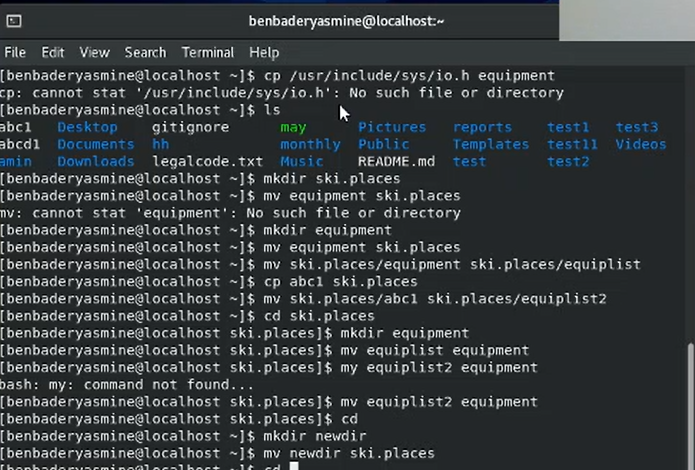 benbaderyasmine@localhost:~
File Edit View Search Terminal Help
[benbaderyasmine@localhost ~]$ cp /usr/include/sys/io.h equipment
cp: cannot stat '/usr/include/sys/io.h': No such file or directory
[benbaderyasmine@localhost ~]$ ls
abc1 Desktop gitignore may Pictures reports test1 test3
abcd1 Documents hh monthly Public Templates test11 Videos
amin Downloads legalcode.txt Music README.md test test2
[benbaderyasmine@localhost ~]$ mkdir ski.places
[benbaderyasmine@localhost ~]$ mv equipment ski.places
mv: cannot stat 'equipment': No such file or directory
[benbaderyasmine@localhost ~]$ mkdir equipment
[benbaderyasmine@localhost ~]$ mv equipment ski.places
[benbaderyasmine@localhost ~]$ mv ski.places/equipment ski.places/equiplist
[benbaderyasmine@localhost ~]$ cp abc1 ski.places
[benbaderyasmine@localhost ~]$ mv ski.places/abc1 ski.places/equiplist2
[benbaderyasmine@localhost ~]$ cd ski.places
[benbaderyasmine@localhost ski.places]$ mkdir equipment
[benbaderyasmine@localhost ski.places]$ mv equiplist equipment
[benbaderyasmine@localhost ski.places]$ my equiplist2 equipment
bash: my: command not found...
[benbaderyasmine@localhost ski.places]$ mv equiplist2 equipment
[benbaderyasmine@localhost ski.places]$ cd
[benbaderyasmine@localhost ~]$ mkdir newdir
[benbaderyasmine@localhost ~]$ mv newdir ski.places
[benbaderyasmine@localhost ~]$ cd